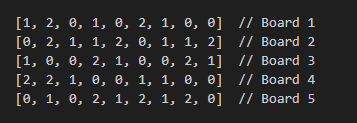 [1, 2, 0, 1, 0, 2, 1, 0, 0]  // Board 1
[0, 2, 1, 1, 2, 0, 1, 1, 2]  // Board 2
[1, 0, 0, 2, 1, 0, 0, 2, 1]  // Board 3
[2, 2, 1, 0, 0, 1, 1, 0, 0]  // Board 4
[0, 1, 0, 2, 1, 2, 1, 2, 0]  // Board 5